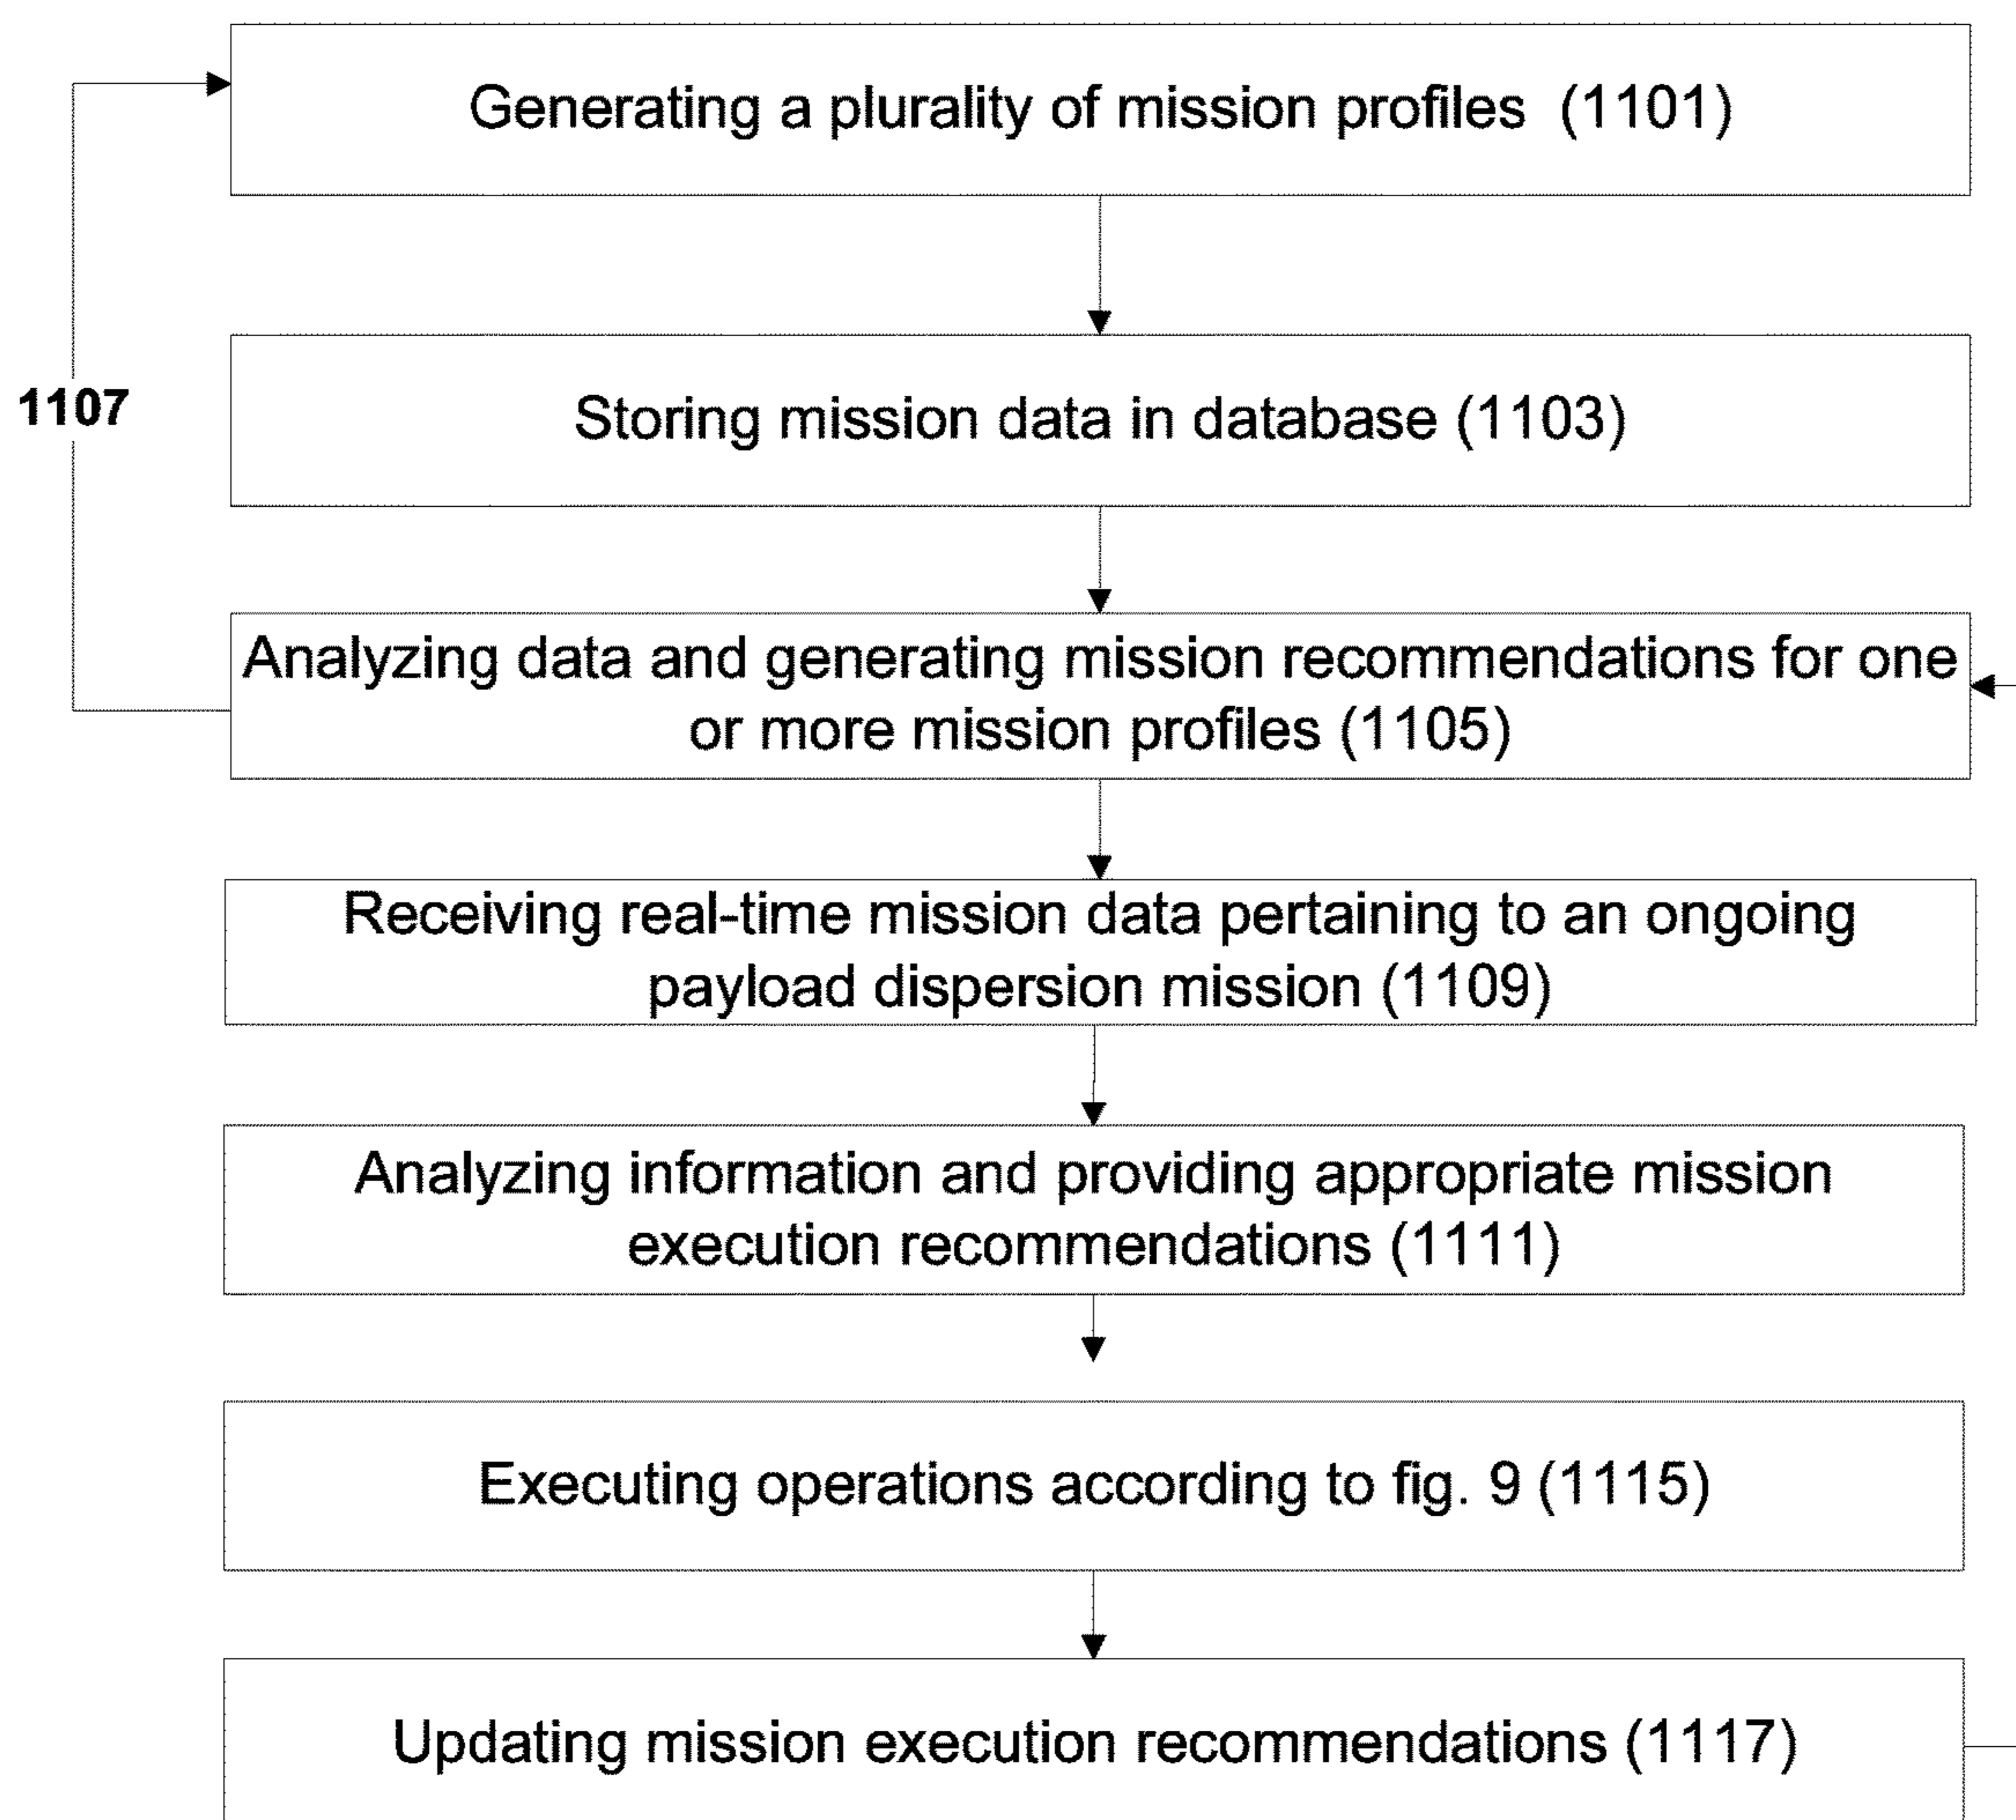 Generating a plurality of mission profiles (1101)
1107
Storing mission data in database (1103)
Analyzing data and generating mission recommendations for one
or more mission profiles (1105)
Receiving real-time mission data pertaining to an ongoing
payload dispersion mission (1109)
Analyzing information and providing appropriate mission
execution recommendations (1111)
Executing operations according to fig. 9 (1115)
Updating mission execution recommendations (1117)